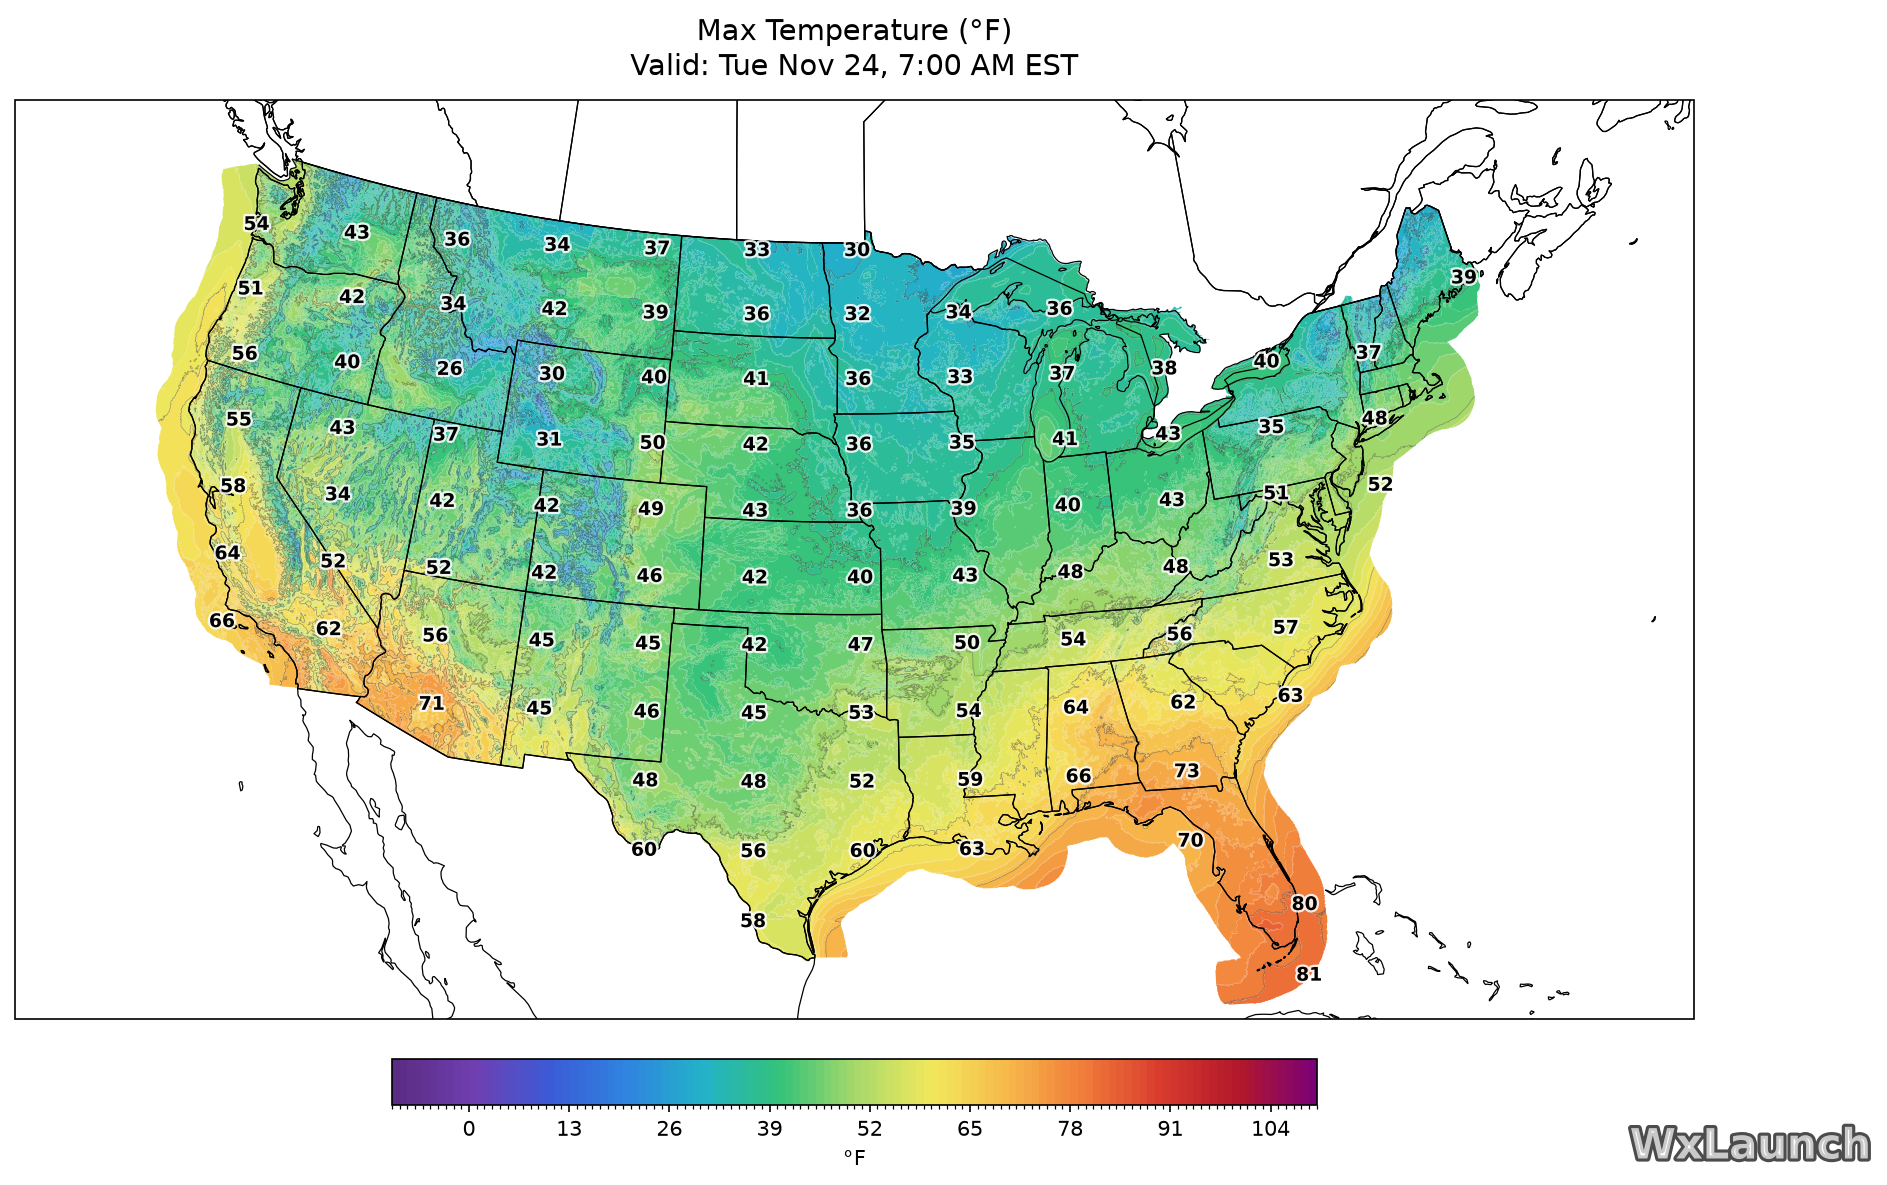 Max Temperature (°F)
Valid: Tue Nov 24, 7:00 AM EST
54 43 36 34 37 33 30 39
51 42 34 42 39 36 32 34 36
56 40 26 30 40 41 36 33 37 38 40 37
55 43 37 31 50 42 36 35 41 43 35 48
58 34 42 42 49 43 36 39 40 43 51 52
64 52 52 42 46 42 40 43 48 48 53
66 62 56 45 45 42 47 50 54 56 57
71 45 46 45 53 54 64 62 63
48 48 52 59 66 73
60 56 60 63 70
58 80
81
0 13 26 39 52 65 78 91 104
°F
WxLaunch